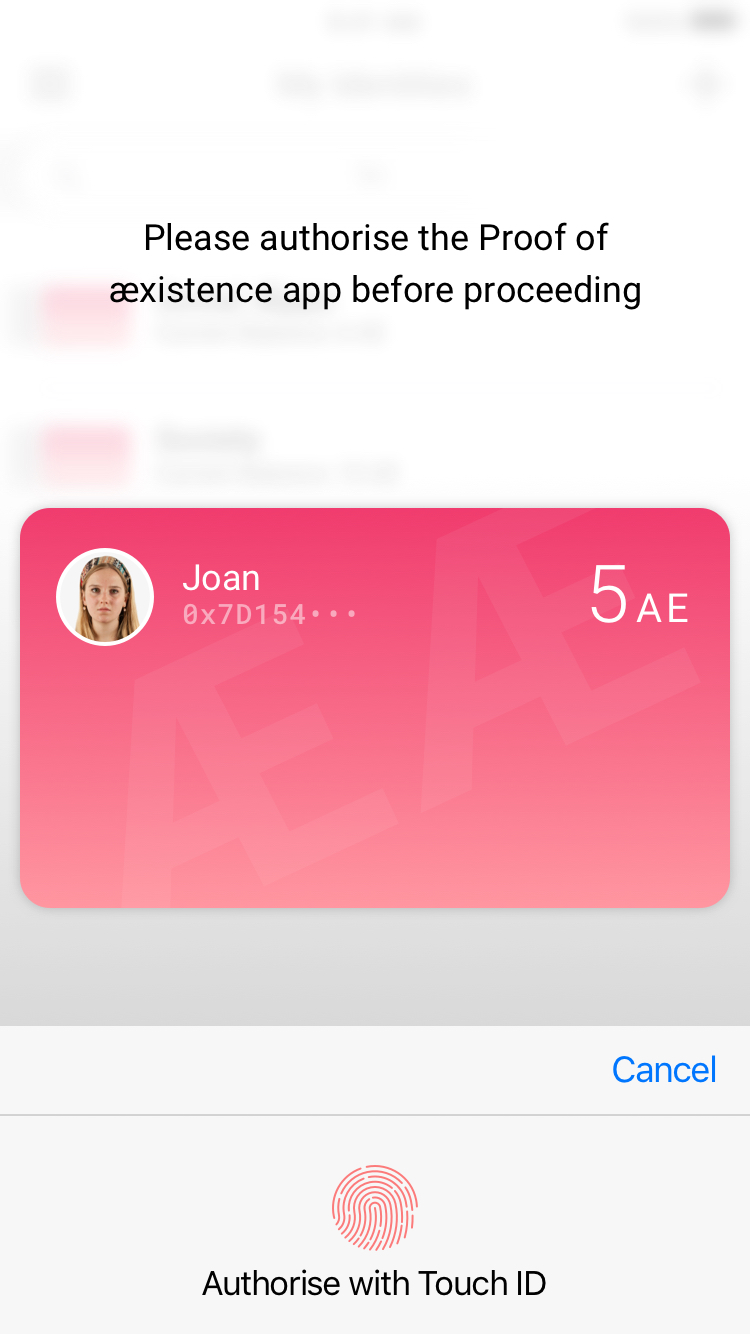 Please authorise the Proof of
æxistence app before proceeding
Joan
5 AE
0x7D154···
Æ Æ
Cancel
Authorise with Touch ID